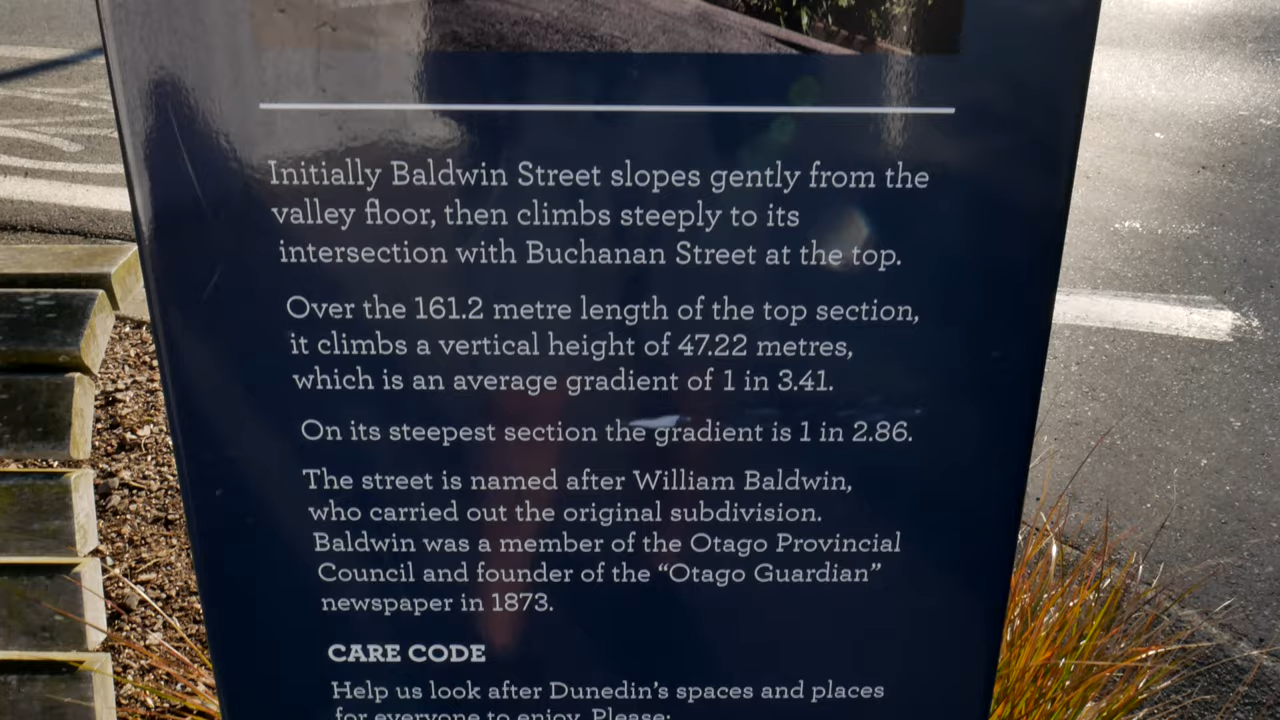 Initially Baldwin Street slopes gently from the
valley floor, then climbs steeply to its
intersection with Buchanan Street at the top.
Over the 161.2 metre length of the top section,
it climbs a vertical height of 47.22 metres,
which is an average gradient of 1 in 3.41.
On its steepest section the gradient is 1 in 2.86.
The street is named after William Baldwin,
who carried out the original subdivision.
Baldwin was a member of the Otago Provincial
Council and founder of the “Otago Guardian”
newspaper in 1873.
CARE CODE
Help us look after Dunedin’s spaces and places
for everyone to enjoy. Please: